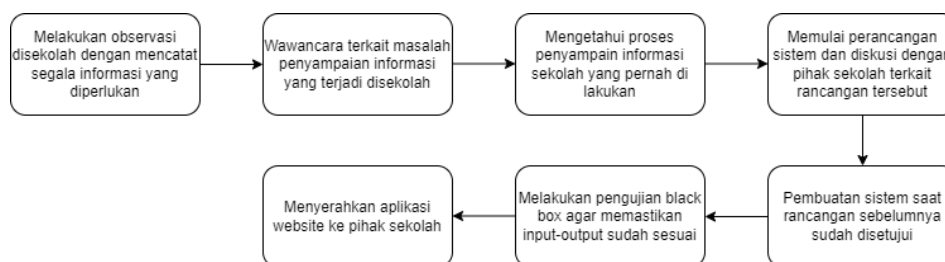 Melakukan observasi
disekolah dengan mencatat
segala informasi yang
diperlukan
Wawancara terkait masalah
penyampaian informasi
yang terjadi disekolah
Mengetahui proses
penyampain informasi
sekolah yang pernah di
lakukan
Memulai perancangan
sistem dan diskusi dengan
pihak sekolah terkait
rancangan tersebut
Pembuatan sistem saat
rancangan sebelumnya
sudah disetujui
Melakukan pengujian black
box agar memastikan
input-output sudah sesuai
Menyerahkan aplikasi
website ke pihak sekolah